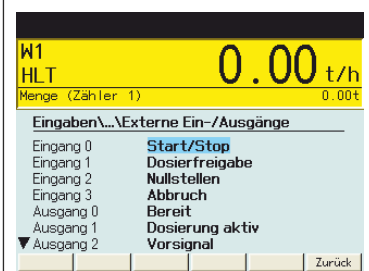 W1
HLT 0.00 t/h
Menge (Zähler 1) 0.00t
Eingaben\...\Externe Ein-/Ausgänge
Eingang 0 Start/Stop
Eingang 1 Dosierfreigabe
Eingang 2 Nullstellen
Eingang 3 Abbruch
Ausgang 0 Bereit
Ausgang 1 Dosierung aktiv
Ausgang 2 Vorsignal
Zurück